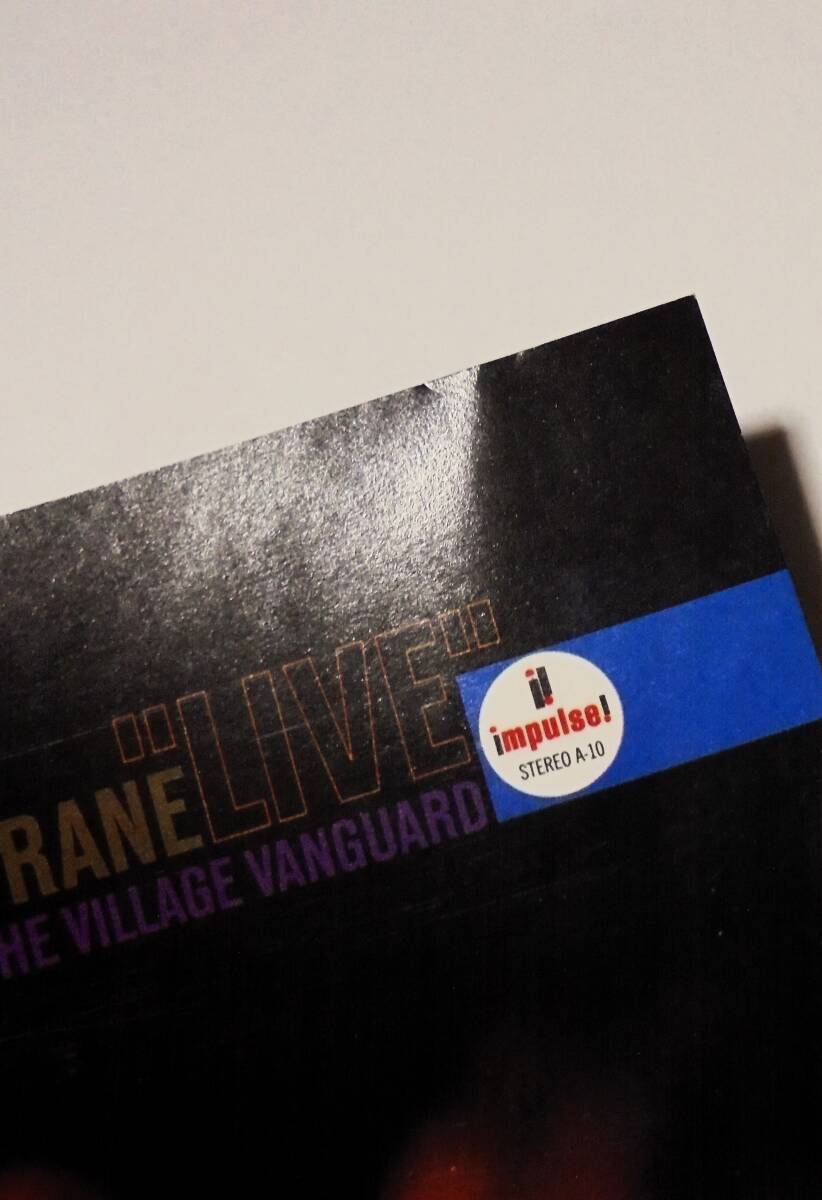 RANE "LIVE"
HE VILLAGE VANGUARD
impulse!
STEREO A-10